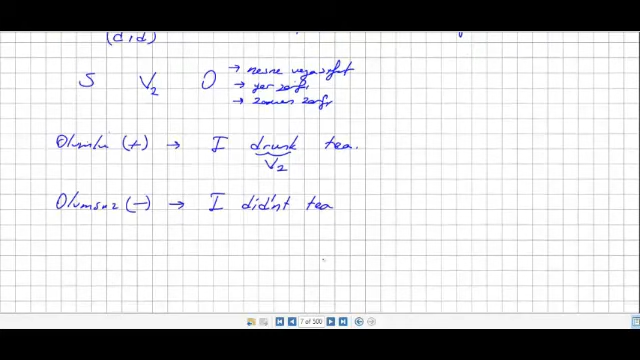 (did)
S V₂ O → nesne veya sıfat
→ yer zarfı
→ zaman zarfı
Olumlu (+) → I drunk tea.
V₂
Olumsuz (−) → I didn't tea
7 of 500